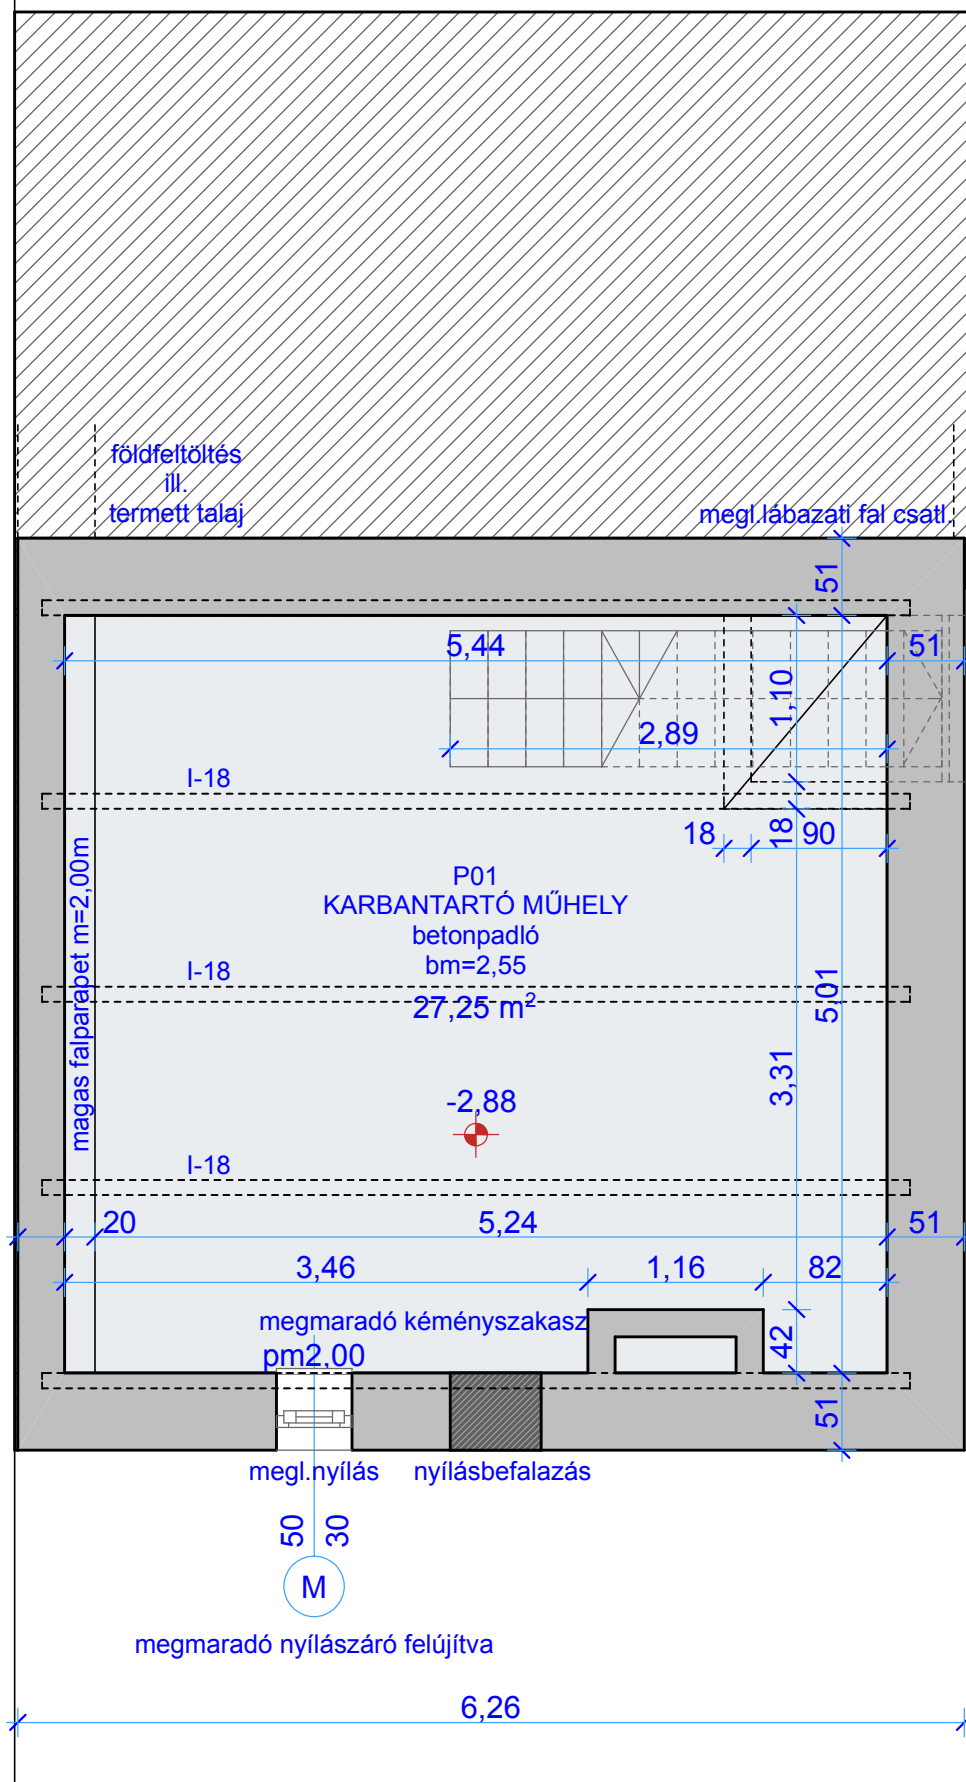 földfeltöltés
ill.
termett talaj
megl.lábazati fal csatl.
51
5,44
51
1,10
2,89
I-18
18
18
90
P01
KARBANTARTÓ MŰHELY
betonpadló
bm=2,55
27,25 m²
magas falparapet m=2,00m
I-18
5,01
3,31
-2,88
I-18
20
5,24
51
3,46
1,16
82
megmaradó kéményszakasz
42
pm2,00
51
megl.nyílás
nyílásbefalazás
50
30
M
megmaradó nyílászáró felújítva
6,26